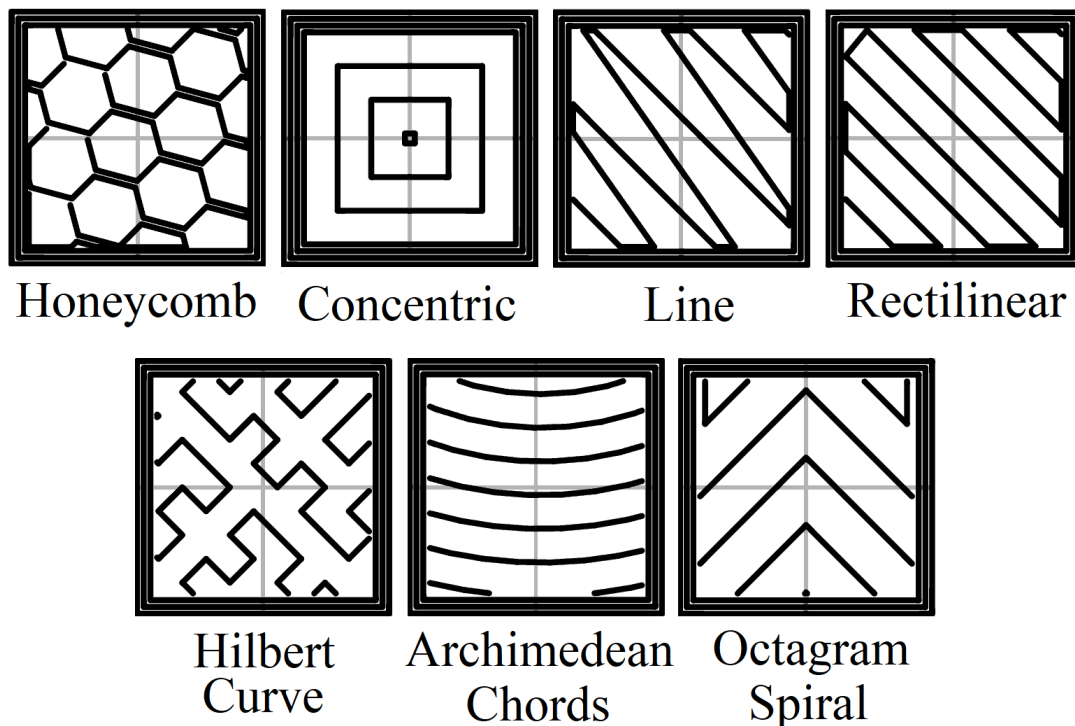 Honeycomb
Concentric
Line
Rectilinear
Hilbert
Curve
Archimedean
Chords
Octagram
Spiral